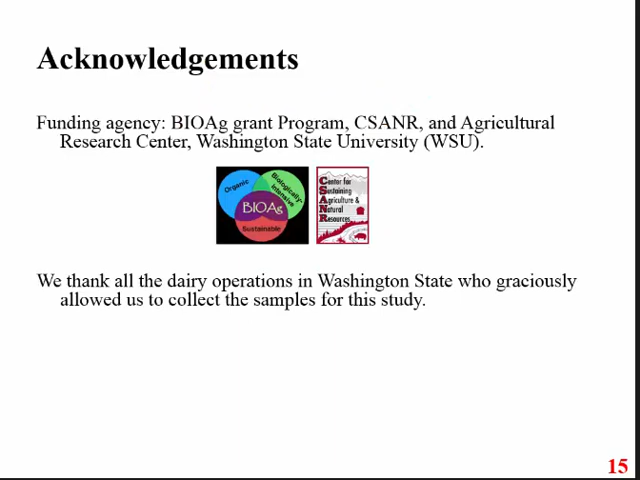 Acknowledgements
Funding agency: BIOAg grant Program, CSANR, and Agricultural
Research Center, Washington State University (WSU).
Organic
Biologically
Intensive
BIOAg
Sustainable
Center for
Sustaining
Agriculture &
Natural
Resources
We thank all the dairy operations in Washington State who graciously
allowed us to collect the samples for this study.
15